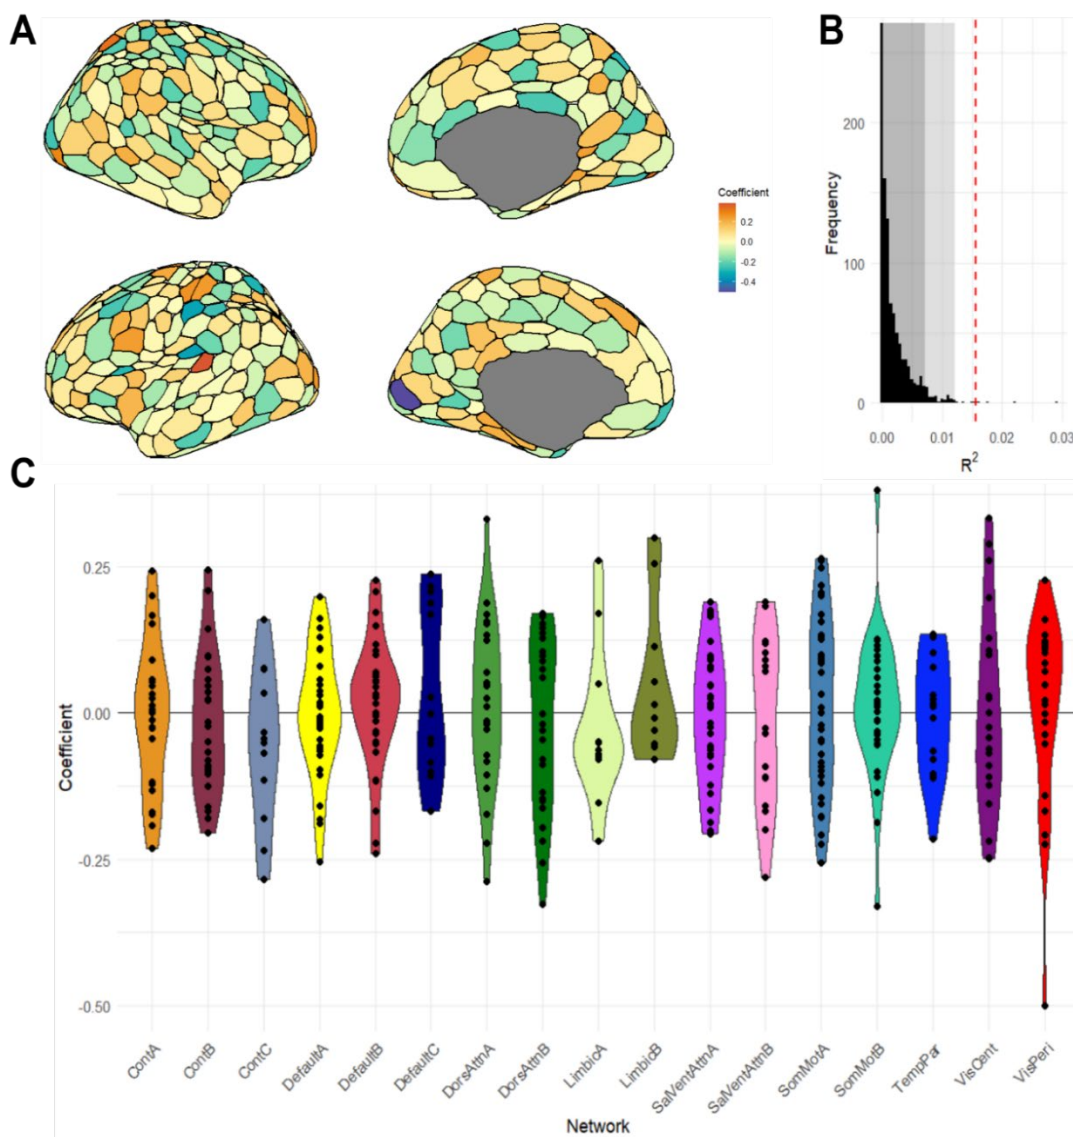 A
B
Coefficient
0.2
0.0
-0.2
-0.4
Frequency
200
100
0
0.00
0.01
0.02
0.03
R²
C
Coefficient
0.25
0.00
-0.25
-0.50
ContA
ContB
ContC
DefaultA
DefaultB
DefaultC
DorsAttnA
DorsAttnB
LimbicA
LimbicB
SalVentAttnA
SalVentAttnB
SomMotA
SomMotB
TempPar
VisCent
VisPeri
Network